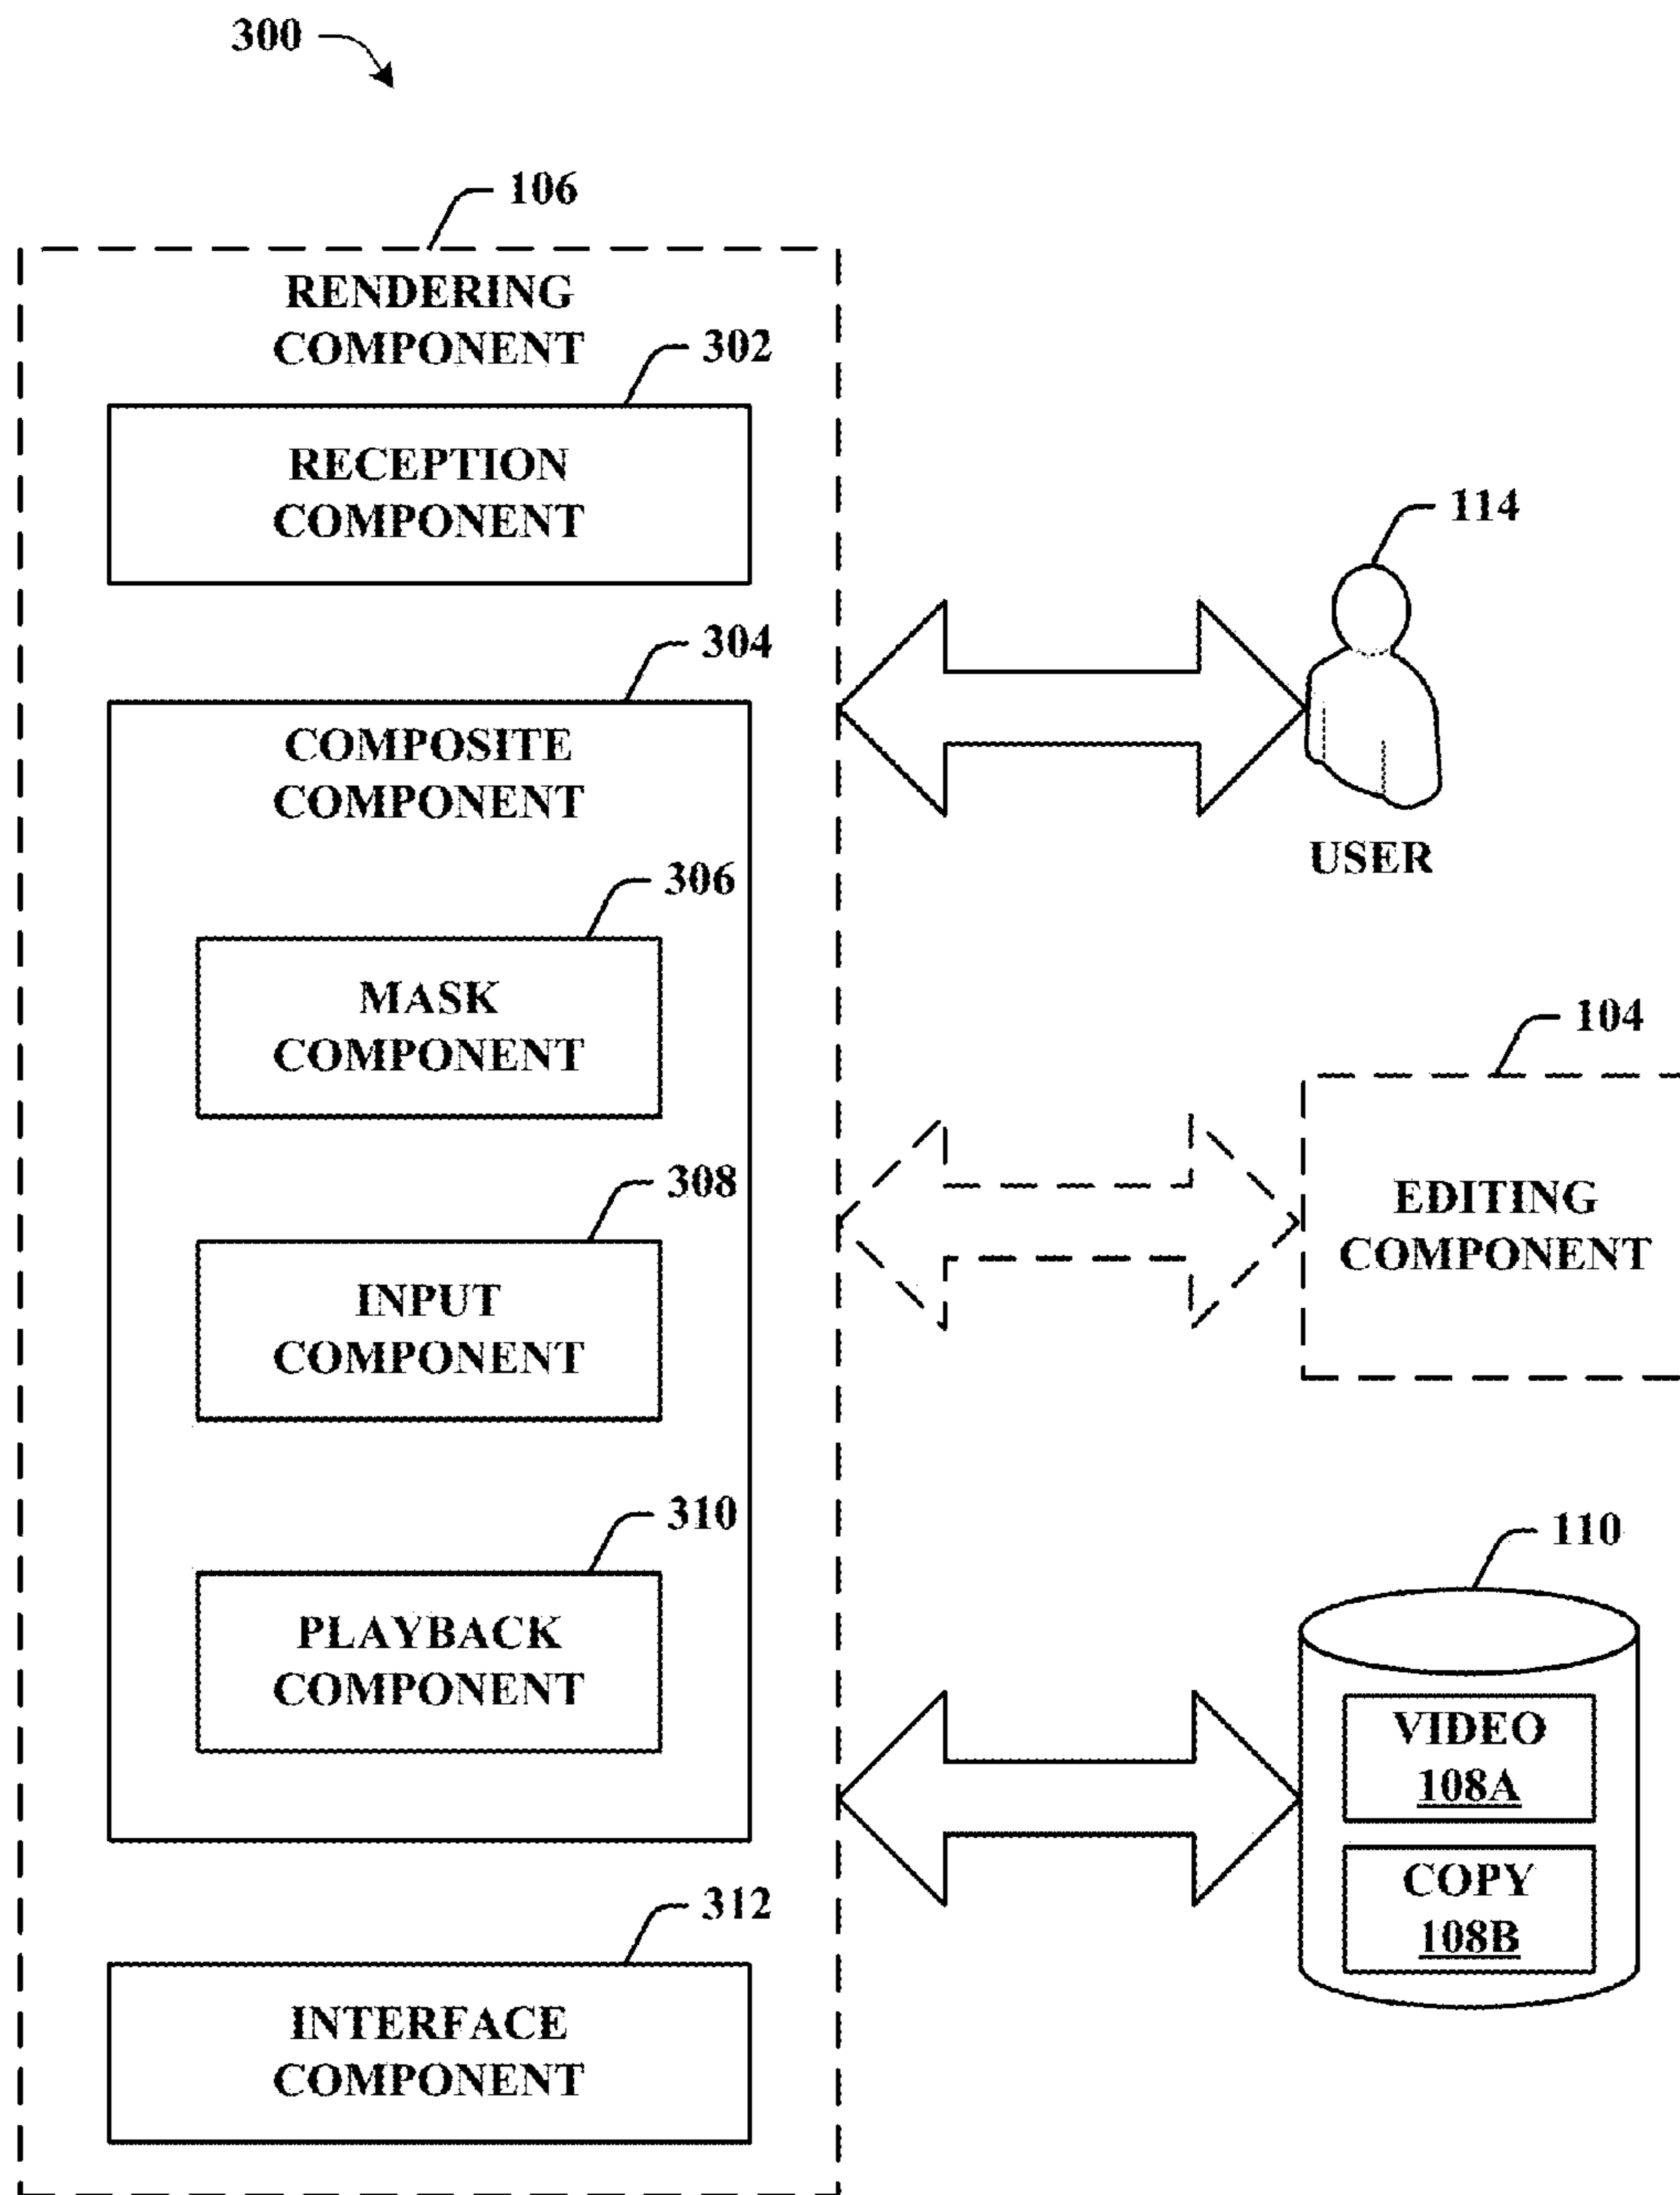 300
106
RENDERING
COMPONENT
302
RECEPTION
COMPONENT
304
COMPOSITE
COMPONENT
306
MASK
COMPONENT
308
INPUT
COMPONENT
310
PLAYBACK
COMPONENT
312
INTERFACE
COMPONENT
114
USER
104
EDITING
COMPONENT
110
VIDEO
108A
COPY
108B